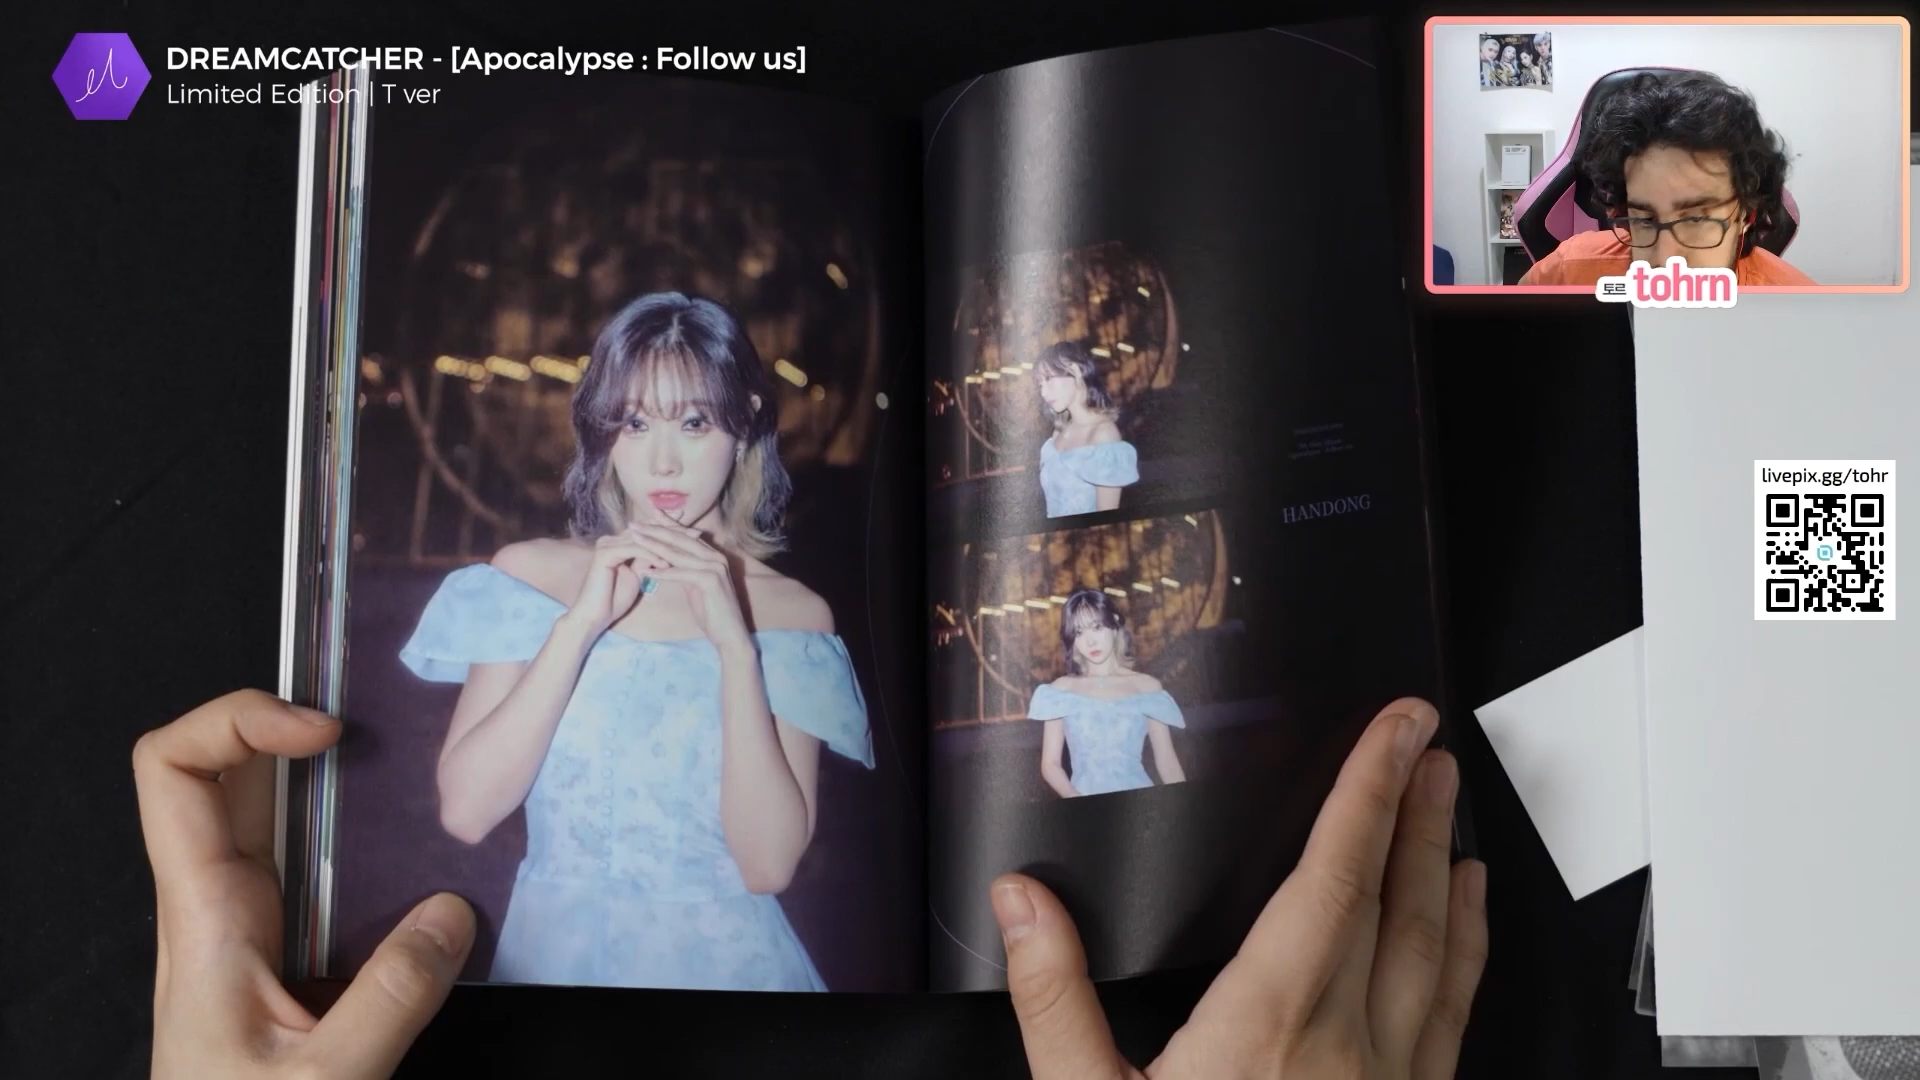 DREAMCATCHER - [Apocalypse : Follow us]
Limited Edition | T ver
토르 tohrn
livepix.gg/tohr
HANDONG